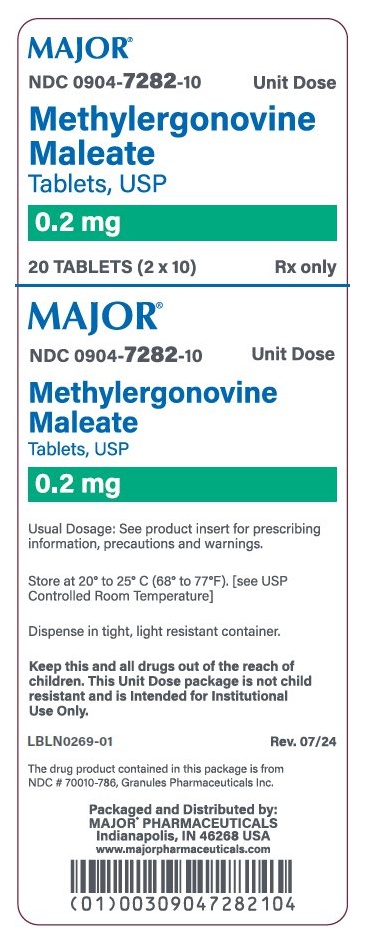 MAJOR®
NDC 0904-7282-10 Unit Dose
Methylergonovine
Maleate
Tablets, USP
0.2 mg
20 TABLETS (2 x 10) Rx only
MAJOR®
NDC 0904-7282-10 Unit Dose
Methylergonovine
Maleate
Tablets, USP
0.2 mg
Usual Dosage: See product insert for prescribing
information, precautions and warnings.
Store at 20° to 25° C (68° to 77°F). [see USP
Controlled Room Temperature]
Dispense in tight, light resistant container.
Keep this and all drugs out of the reach of
children. This Unit Dose package is not child
resistant and is Intended for Institutional
Use Only.
LBLN0269-01 Rev. 07/24
The drug product contained in this package is from
NDC # 70010-786, Granules Pharmaceuticals Inc.
Packaged and Distributed by:
MAJOR® PHARMACEUTICALS
Indianapolis, IN 46268 USA
www.majorpharmaceuticals.com
(01)00309047282104